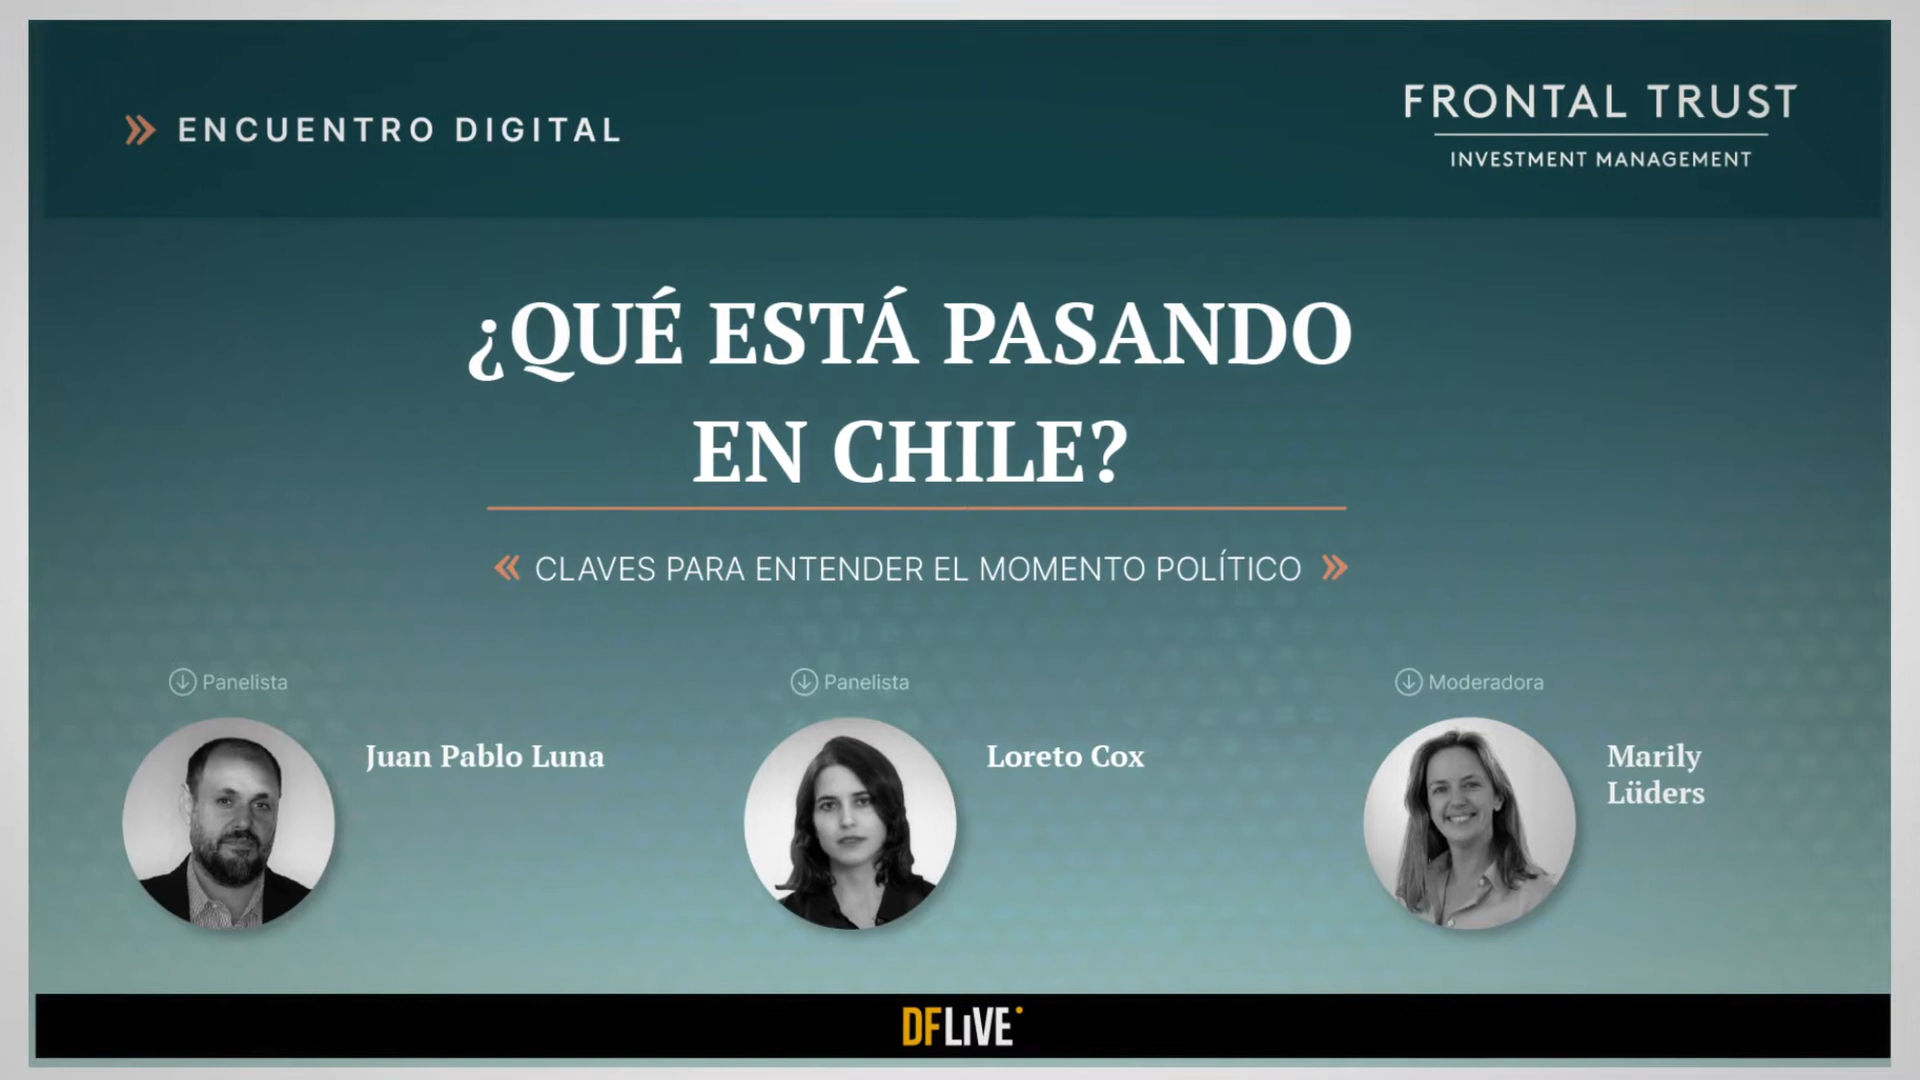 ENCUENTRO DIGITAL
FRONTAL TRUST
INVESTMENT MANAGEMENT
¿QUÉ ESTÁ PASANDO
EN CHILE?
CLAVES PARA ENTENDER EL MOMENTO POLÍTICO
Panelista
Juan Pablo Luna
Panelista
Loreto Cox
Moderadora
Marily
Lüders
DFLiVE